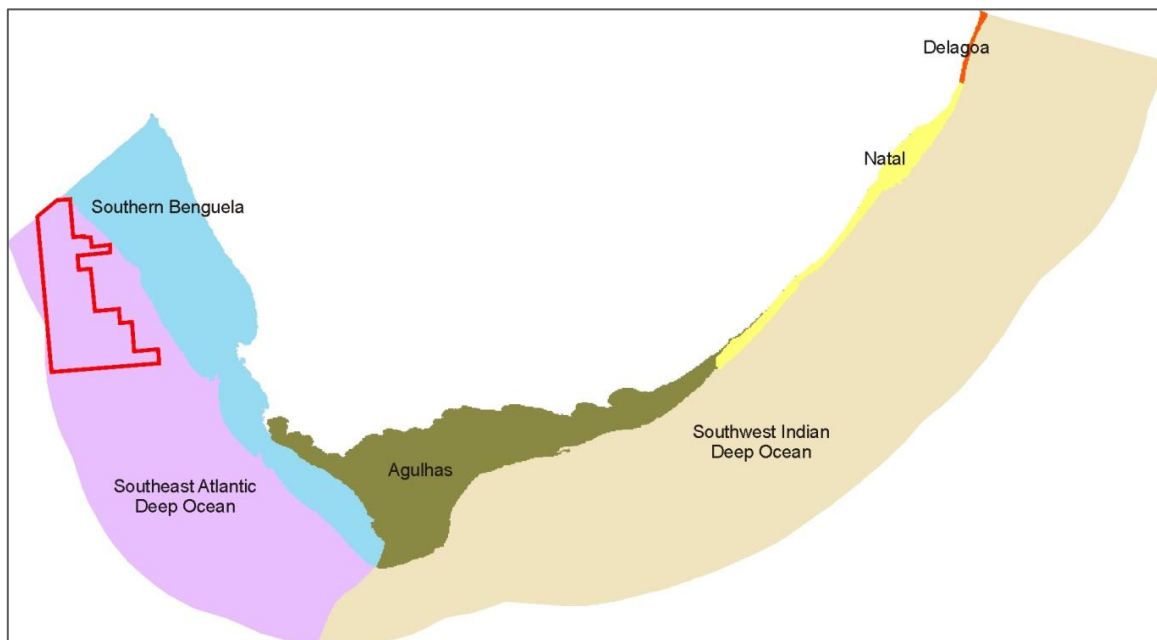 Delagoa
Natal
Southern Benguela
Southwest Indian
Deep Ocean
Agulhas
Southeast Atlantic
Deep Ocean